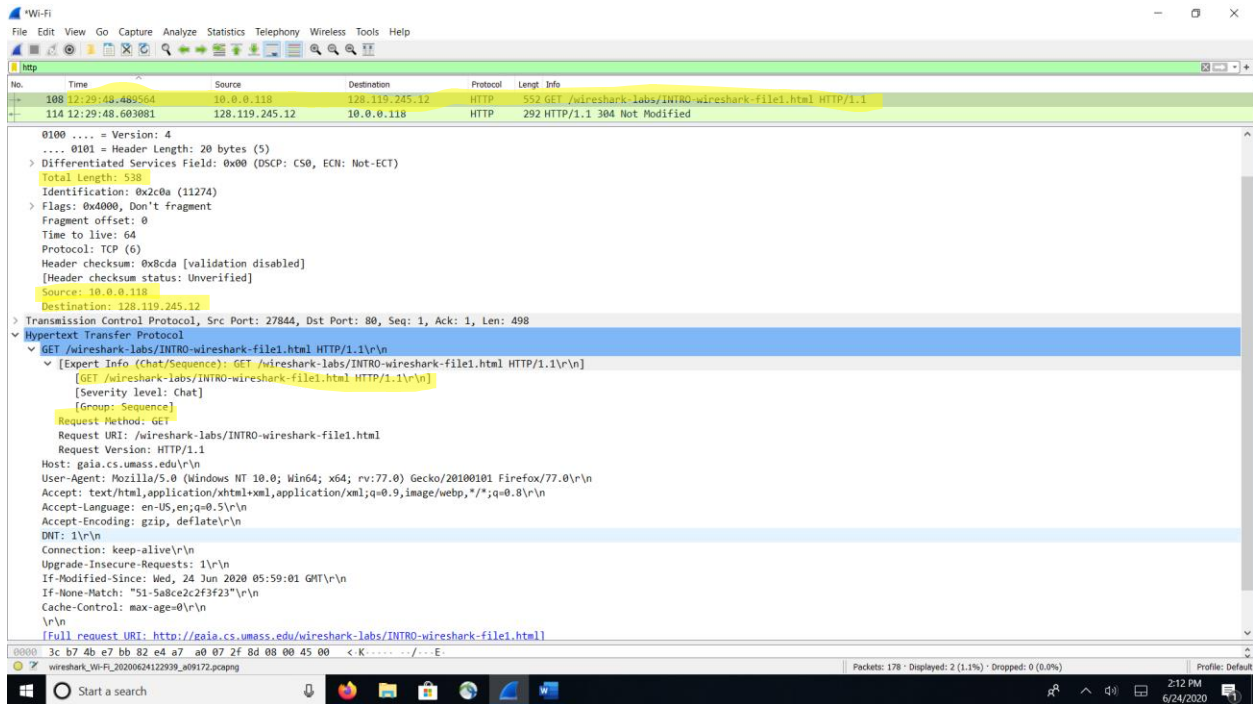 *Wi-Fi
File Edit View Go Capture Analyze Statistics Telephony Wireless Tools Help
http
No. Time Source Destination Protocol Lengt Info
108 12:29:48.489564 10.0.0.118 128.119.245.12 HTTP 552 GET /wireshark-labs/INTRO-wireshark-file1.html HTTP/1.1
114 12:29:48.603081 128.119.245.12 10.0.0.118 HTTP 292 HTTP/1.1 304 Not Modified
0100 .... = Version: 4
.... 0101 = Header Length: 20 bytes (5)
> Differentiated Services Field: 0x00 (DSCP: CS0, ECN: Not-ECT)
Total Length: 538
Identification: 0x2c0a (11274)
> Flags: 0x4000, Don't fragment
Fragment offset: 0
Time to live: 64
Protocol: TCP (6)
Header checksum: 0x8cda [validation disabled]
[Header checksum status: Unverified]
Source: 10.0.0.118
Destination: 128.119.245.12
> Transmission Control Protocol, Src Port: 27844, Dst Port: 80, Seq: 1, Ack: 1, Len: 498
Hypertext Transfer Protocol
GET /wireshark-labs/INTRO-wireshark-file1.html HTTP/1.1\r\n
[Expert Info (Chat/Sequence): GET /wireshark-labs/INTRO-wireshark-file1.html HTTP/1.1\r\n]
[GET /wireshark-labs/INTRO-wireshark-file1.html HTTP/1.1\r\n]
[Severity level: Chat]
[Group: Sequence]
Request Method: GET
Request URI: /wireshark-labs/INTRO-wireshark-file1.html
Request Version: HTTP/1.1
Host: gaia.cs.umass.edu\r\n
User-Agent: Mozilla/5.0 (Windows NT 10.0; Win64; x64; rv:77.0) Gecko/20100101 Firefox/77.0\r\n
Accept: text/html,application/xhtml+xml,application/xml;q=0.9,image/webp,*/*;q=0.8\r\n
Accept-Language: en-US,en;q=0.5\r\n
Accept-Encoding: gzip, deflate\r\n
DNT: 1\r\n
Connection: keep-alive\r\n
Upgrade-Insecure-Requests: 1\r\n
If-Modified-Since: Wed, 24 Jun 2020 05:59:01 GMT\r\n
If-None-Match: "51-5a8ce2c2f3f23"\r\n
Cache-Control: max-age=0\r\n
\r\n
[Full request URI: http://gaia.cs.umass.edu/wireshark-labs/INTRO-wireshark-file1.html]
0000 3c b7 4b e7 bb 82 e4 a7 a0 07 2f 8d 08 00 45 00 <·K····· ··/···E·
wireshark_Wi-Fi_20200624122939_a09172.pcapng Packets: 178 · Displayed: 2 (1.1%) · Dropped: 0 (0.0%) Profile: Default
Start a search
2:12 PM
6/24/2020